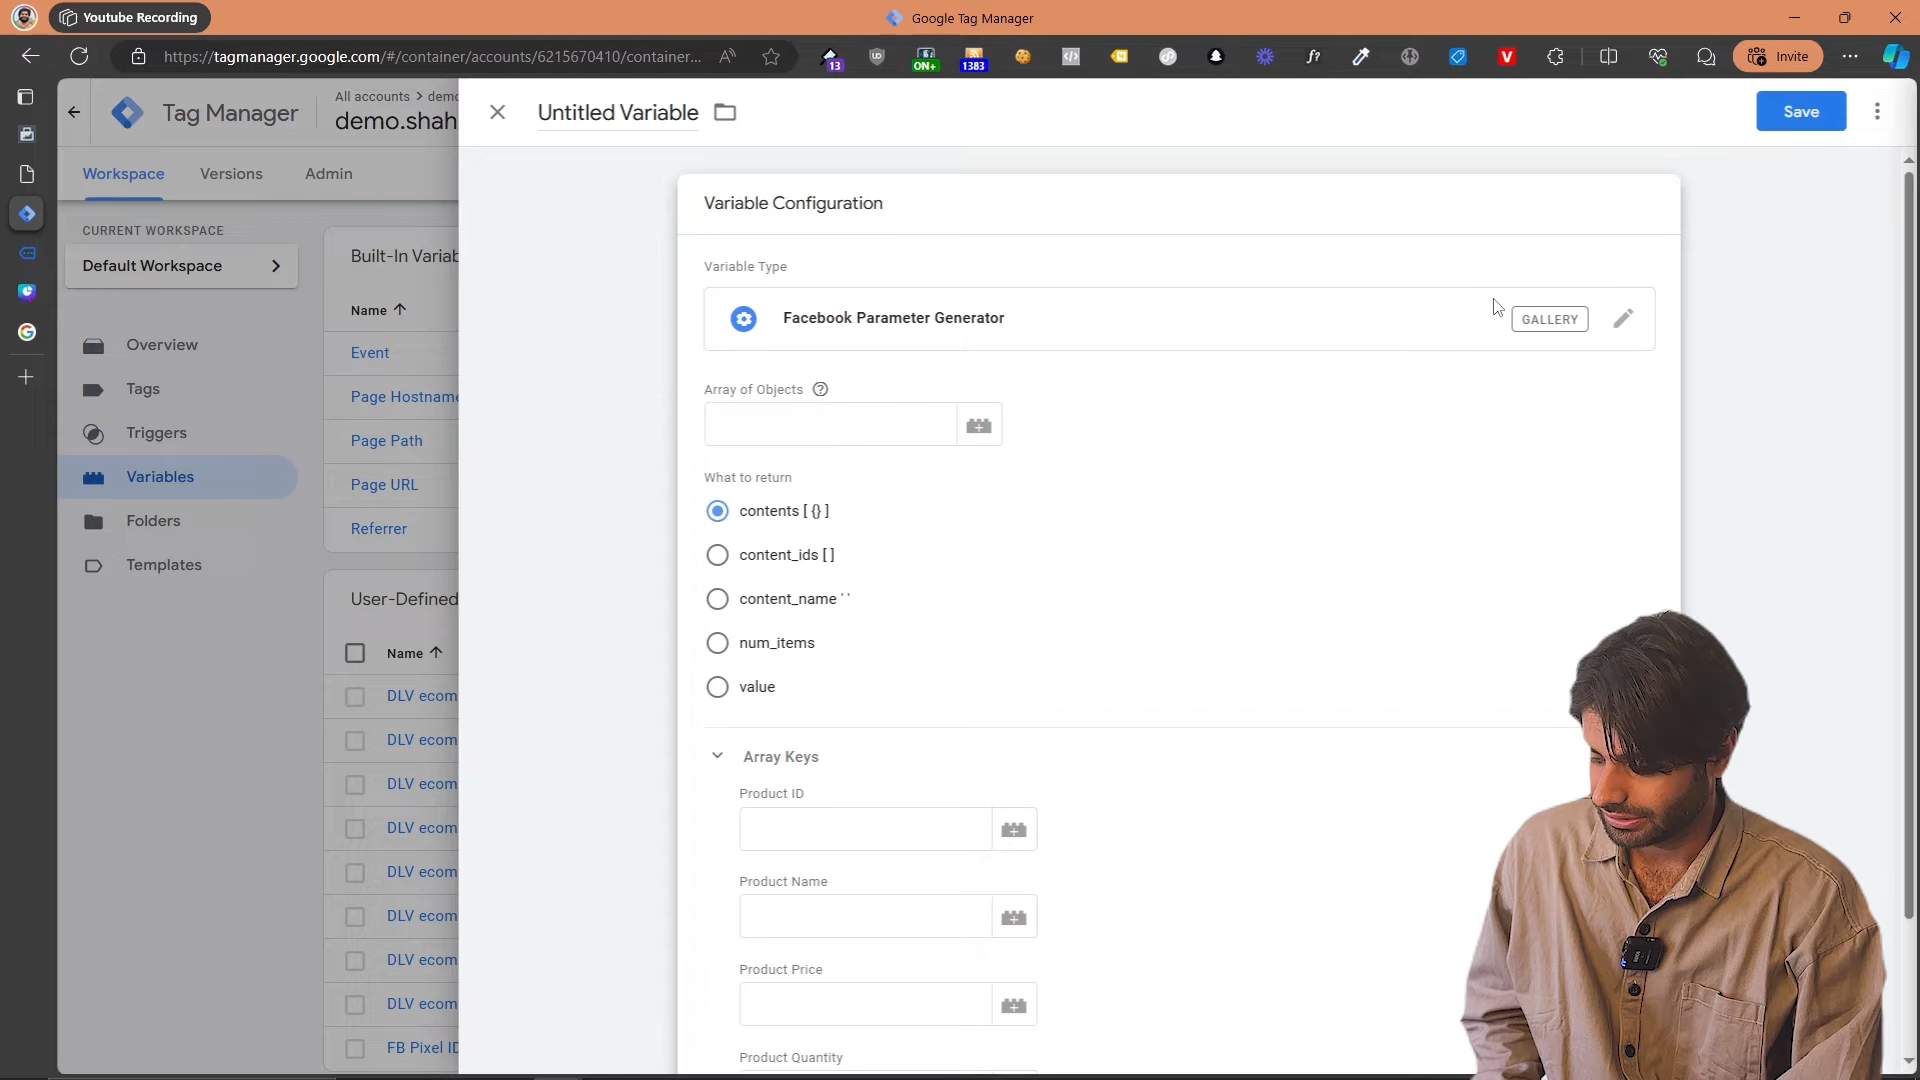 Youtube Recording
Google Tag Manager
https://tagmanager.google.com/#/container/accounts/6215670410/container...
13
UD
ON+
1383
f?
V
Invite
Tag Manager
All accounts > demo
demo.shah
Untitled Variable
Save
Workspace
Versions
Admin
CURRENT WORKSPACE
Default Workspace
Overview
Tags
Triggers
Variables
Folders
Templates
Built-In Variab
Name
Event
Page Hostname
Page Path
Page URL
Referrer
User-Defined
Name
DLV ecom
DLV ecom
DLV ecom
DLV ecom
DLV ecom
DLV ecom
DLV ecom
DLV ecom
FB Pixel ID
Variable Configuration
Variable Type
Facebook Parameter Generator
GALLERY
Array of Objects
What to return
contents [ {} ]
content_ids [ ]
content_name ' '
num_items
value
Array Keys
Product ID
Product Name
Product Price
Product Quantity